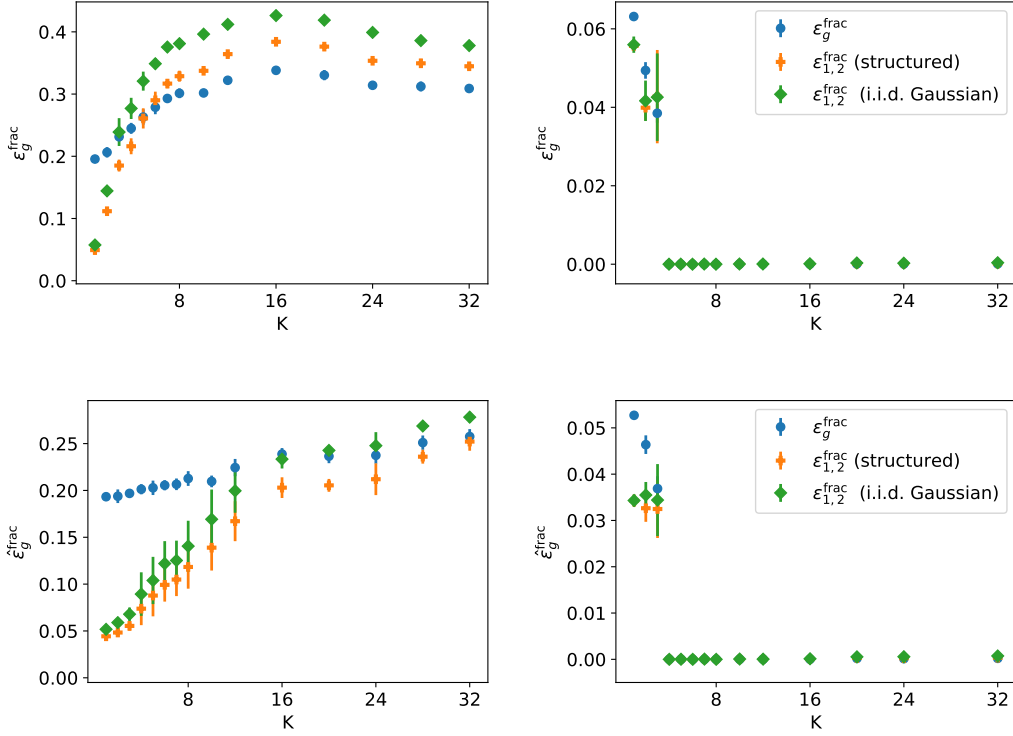 0.4
0.3
0.2
0.1
0.0
ε_g^frac
8 16 24 32
K
0.06
0.04
0.02
0.00
ε_g^frac
8 16 24 32
K
ε_g^frac
ε_{1,2}^frac (structured)
ε_{1,2}^frac (i.i.d. Gaussian)
0.25
0.20
0.15
0.10
0.05
0.00
ε̂_g^frac
8 16 24 32
K
0.05
0.04
0.03
0.02
0.01
0.00
ε̂_g^frac
8 16 24 32
K
ε_g^frac
ε_{1,2}^frac (structured)
ε_{1,2}^frac (i.i.d. Gaussian)